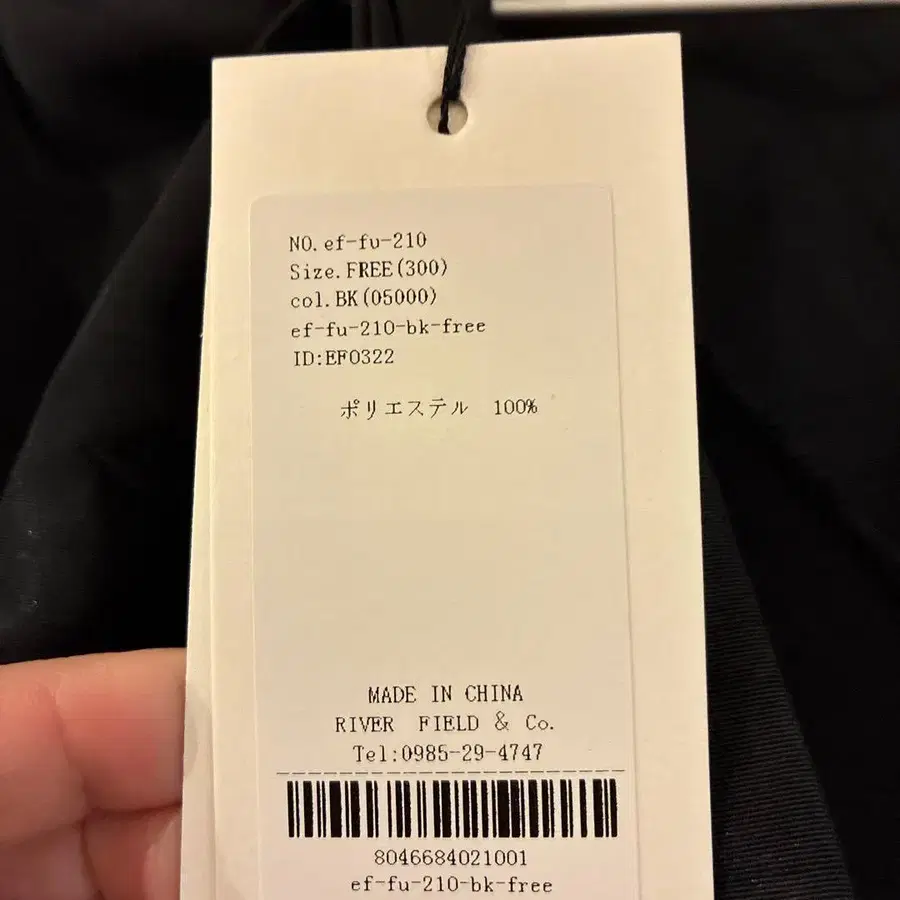 NO.ef-fu-210
Size.FREE(300)
col.BK(05000)
ef-fu-210-bk-free
ID:EF0322
ポリエステル 100%
MADE IN CHINA
RIVER FIELD & Co.
Tel:0985-29-4747
8046684021001
ef-fu-210-bk-free